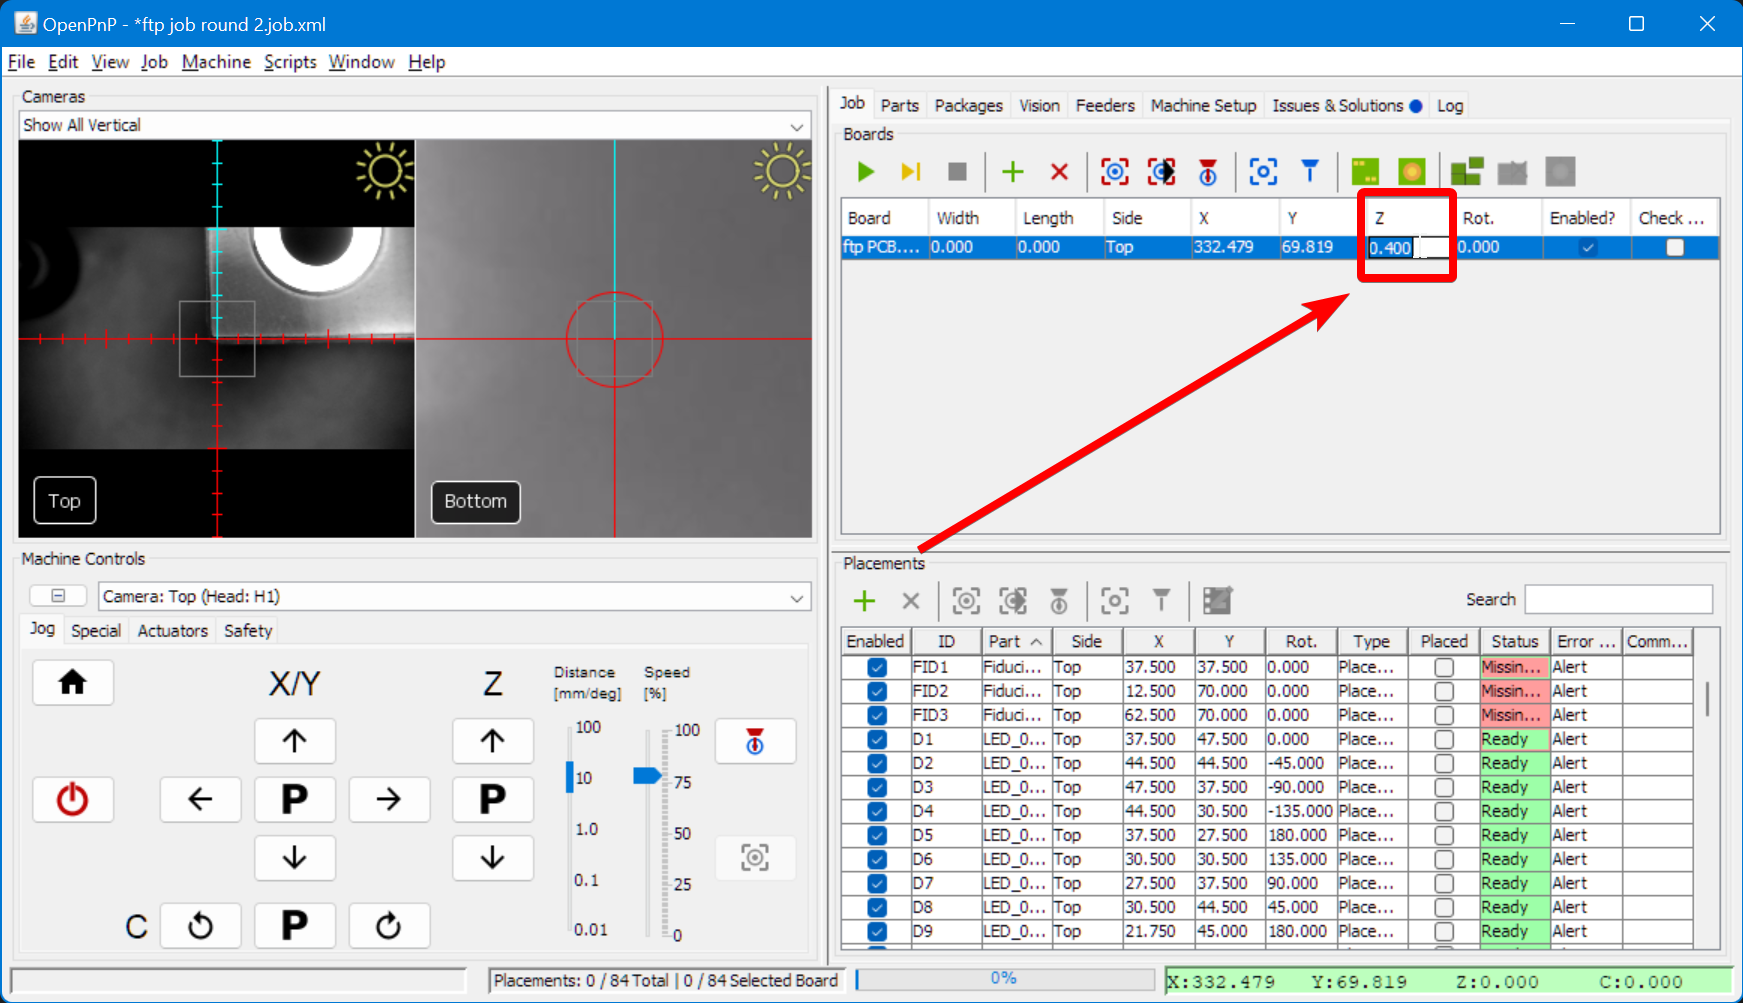 OpenPnP - *ftp job round 2.job.xml
File Edit View Job Machine Scripts Window Help
Cameras
Show All Vertical
Top
Bottom
Machine Controls
Camera: Top (Head: H1)
Jog Special Actuators Safety
X/Y Z
Distance [mm/deg]
Speed [%]
100
10
1.0
0.1
0.01
100
75
50
25
0
P P
C P
Job Parts Packages Vision Feeders Machine Setup Issues & Solutions Log
Boards
Board Width Length Side X Y Z Rot. Enabled? Check ...
ftp PCB.... 0.000 0.000 Top 332.479 69.819 0.400 0.000
Placements
Search
Enabled ID Part Side X Y Rot. Type Placed Status Error ... Comm...
FID1 Fiduci... Top 37.500 37.500 0.000 Place... Missin... Alert
FID2 Fiduci... Top 12.500 70.000 0.000 Place... Missin... Alert
FID3 Fiduci... Top 62.500 70.000 0.000 Place... Missin... Alert
D1 LED_0... Top 37.500 47.500 0.000 Place... Ready Alert
D2 LED_0... Top 44.500 44.500 -45.000 Place... Ready Alert
D3 LED_0... Top 47.500 37.500 -90.000 Place... Ready Alert
D4 LED_0... Top 44.500 30.500 -135.000 Place... Ready Alert
D5 LED_0... Top 37.500 27.500 180.000 Place... Ready Alert
D6 LED_0... Top 30.500 30.500 135.000 Place... Ready Alert
D7 LED_0... Top 27.500 37.500 90.000 Place... Ready Alert
D8 LED_0... Top 30.500 44.500 45.000 Place... Ready Alert
D9 LED_0... Top 21.750 45.000 180.000 Place... Ready Alert
Placements: 0 / 84 Total | 0 / 84 Selected Board
0%
X:332.479 Y:69.819 Z:0.000 C:0.000